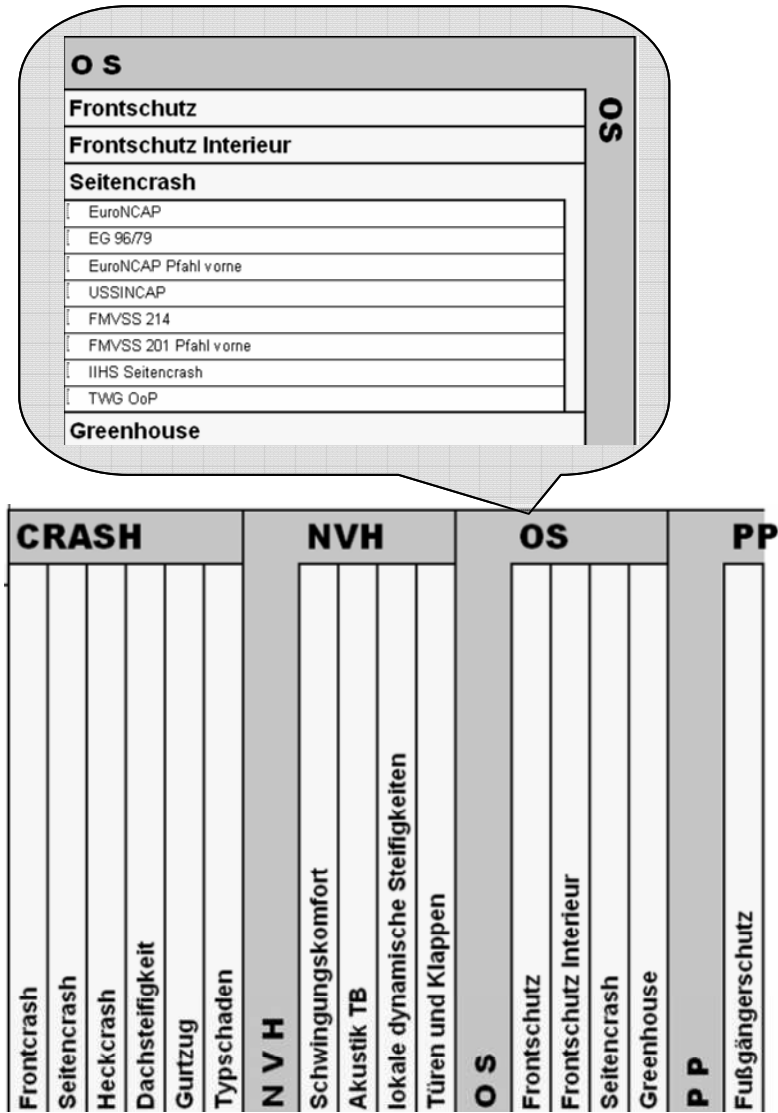 O S
OS
Frontschutz
Frontschutz Interieur
Seitencrash
EuroNCAP
EG 96/79
EuroNCAP Pfahl vorne
USSINCAP
FMVSS 214
FMVSS 201 Pfahl vorne
IIHS Seitencrash
TWG OoP
Greenhouse
CRASH
NVH
OS
PP
Frontcrash
Seitencrash
Heckcrash
Dachsteifigkeit
Gurtzug
Typschaden
N V H
Schwingungskomfort
Akustik TB
lokale dynamische Steifigkeiten
Türen und Klappen
O S
Frontschutz
Frontschutz Interieur
Seitencrash
Greenhouse
P P
Fußgängerschutz